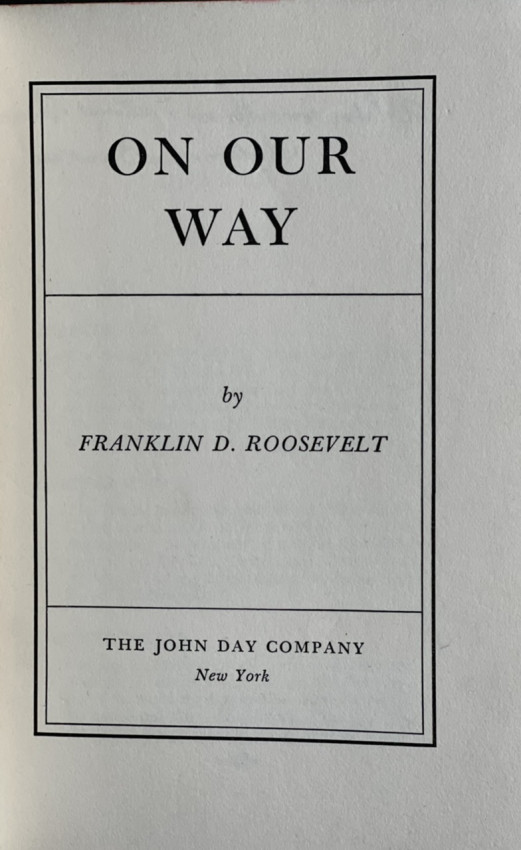 ON OUR
WAY
by
FRANKLIN D. ROOSEVELT
THE JOHN DAY COMPANY
New York